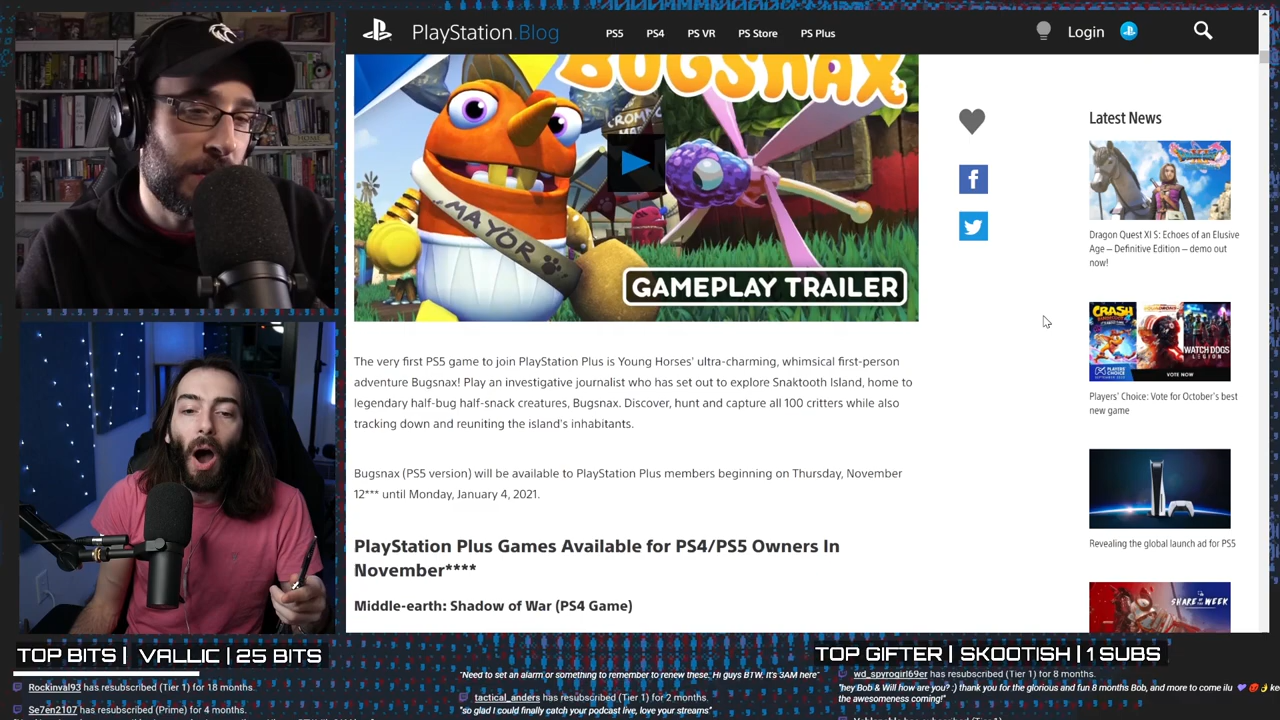 PlayStation.Blog
PS5
PS4
PS VR
PS Store
PS Plus
Login
BUGSNAX
MAYOR
GAMEPLAY TRAILER
The very first PS5 game to join PlayStation Plus is Young Horses' ultra-charming, whimsical first-person
adventure Bugsnax! Play an investigative journalist who has set out to explore Snaktooth Island, home to
legendary half-bug half-snack creatures, Bugsnax. Discover, hunt and capture all 100 critters while also
tracking down and reuniting the island's inhabitants.
Bugsnax (PS5 version) will be available to PlayStation Plus members beginning on Thursday, November
12*** until Monday, January 4, 2021.
PlayStation Plus Games Available for PS4/PS5 Owners In
November****
Middle-earth: Shadow of War (PS4 Game)
Latest News
Dragon Quest XI S: Echoes of an Elusive
Age – Definitive Edition – demo out
now!
CRASH
WATCH DOGS
LEGION
VOTE NOW
Players' Choice: Vote for October's best
new game
Revealing the global launch ad for PS5
SHARE OF THE
WEEK
TOP BITS | VALLIC | 25 BITS
TOP GIFTER | SKOOTISH | 1 SUBS
Rockinval93 has resubscribed (Tier 1) for 18 months.
Se7en2107 has resubscribed (Prime) for 4 months.
"Need to set an alarm or something to remember to renew these. Hi guys BTW. It's 3AM here"
tactical_anders has resubscribed (Tier 1) for 2 months.
"so glad I could finally catch your podcast live, love your streams"
wd_spyroqirl69er has resubscribed (Tier 1) for 8 months.
"hey Bob & Will how are you? :) thank you for the glorious and fun 8 months Bob, and more to come ilu
the awesomeness coming!"